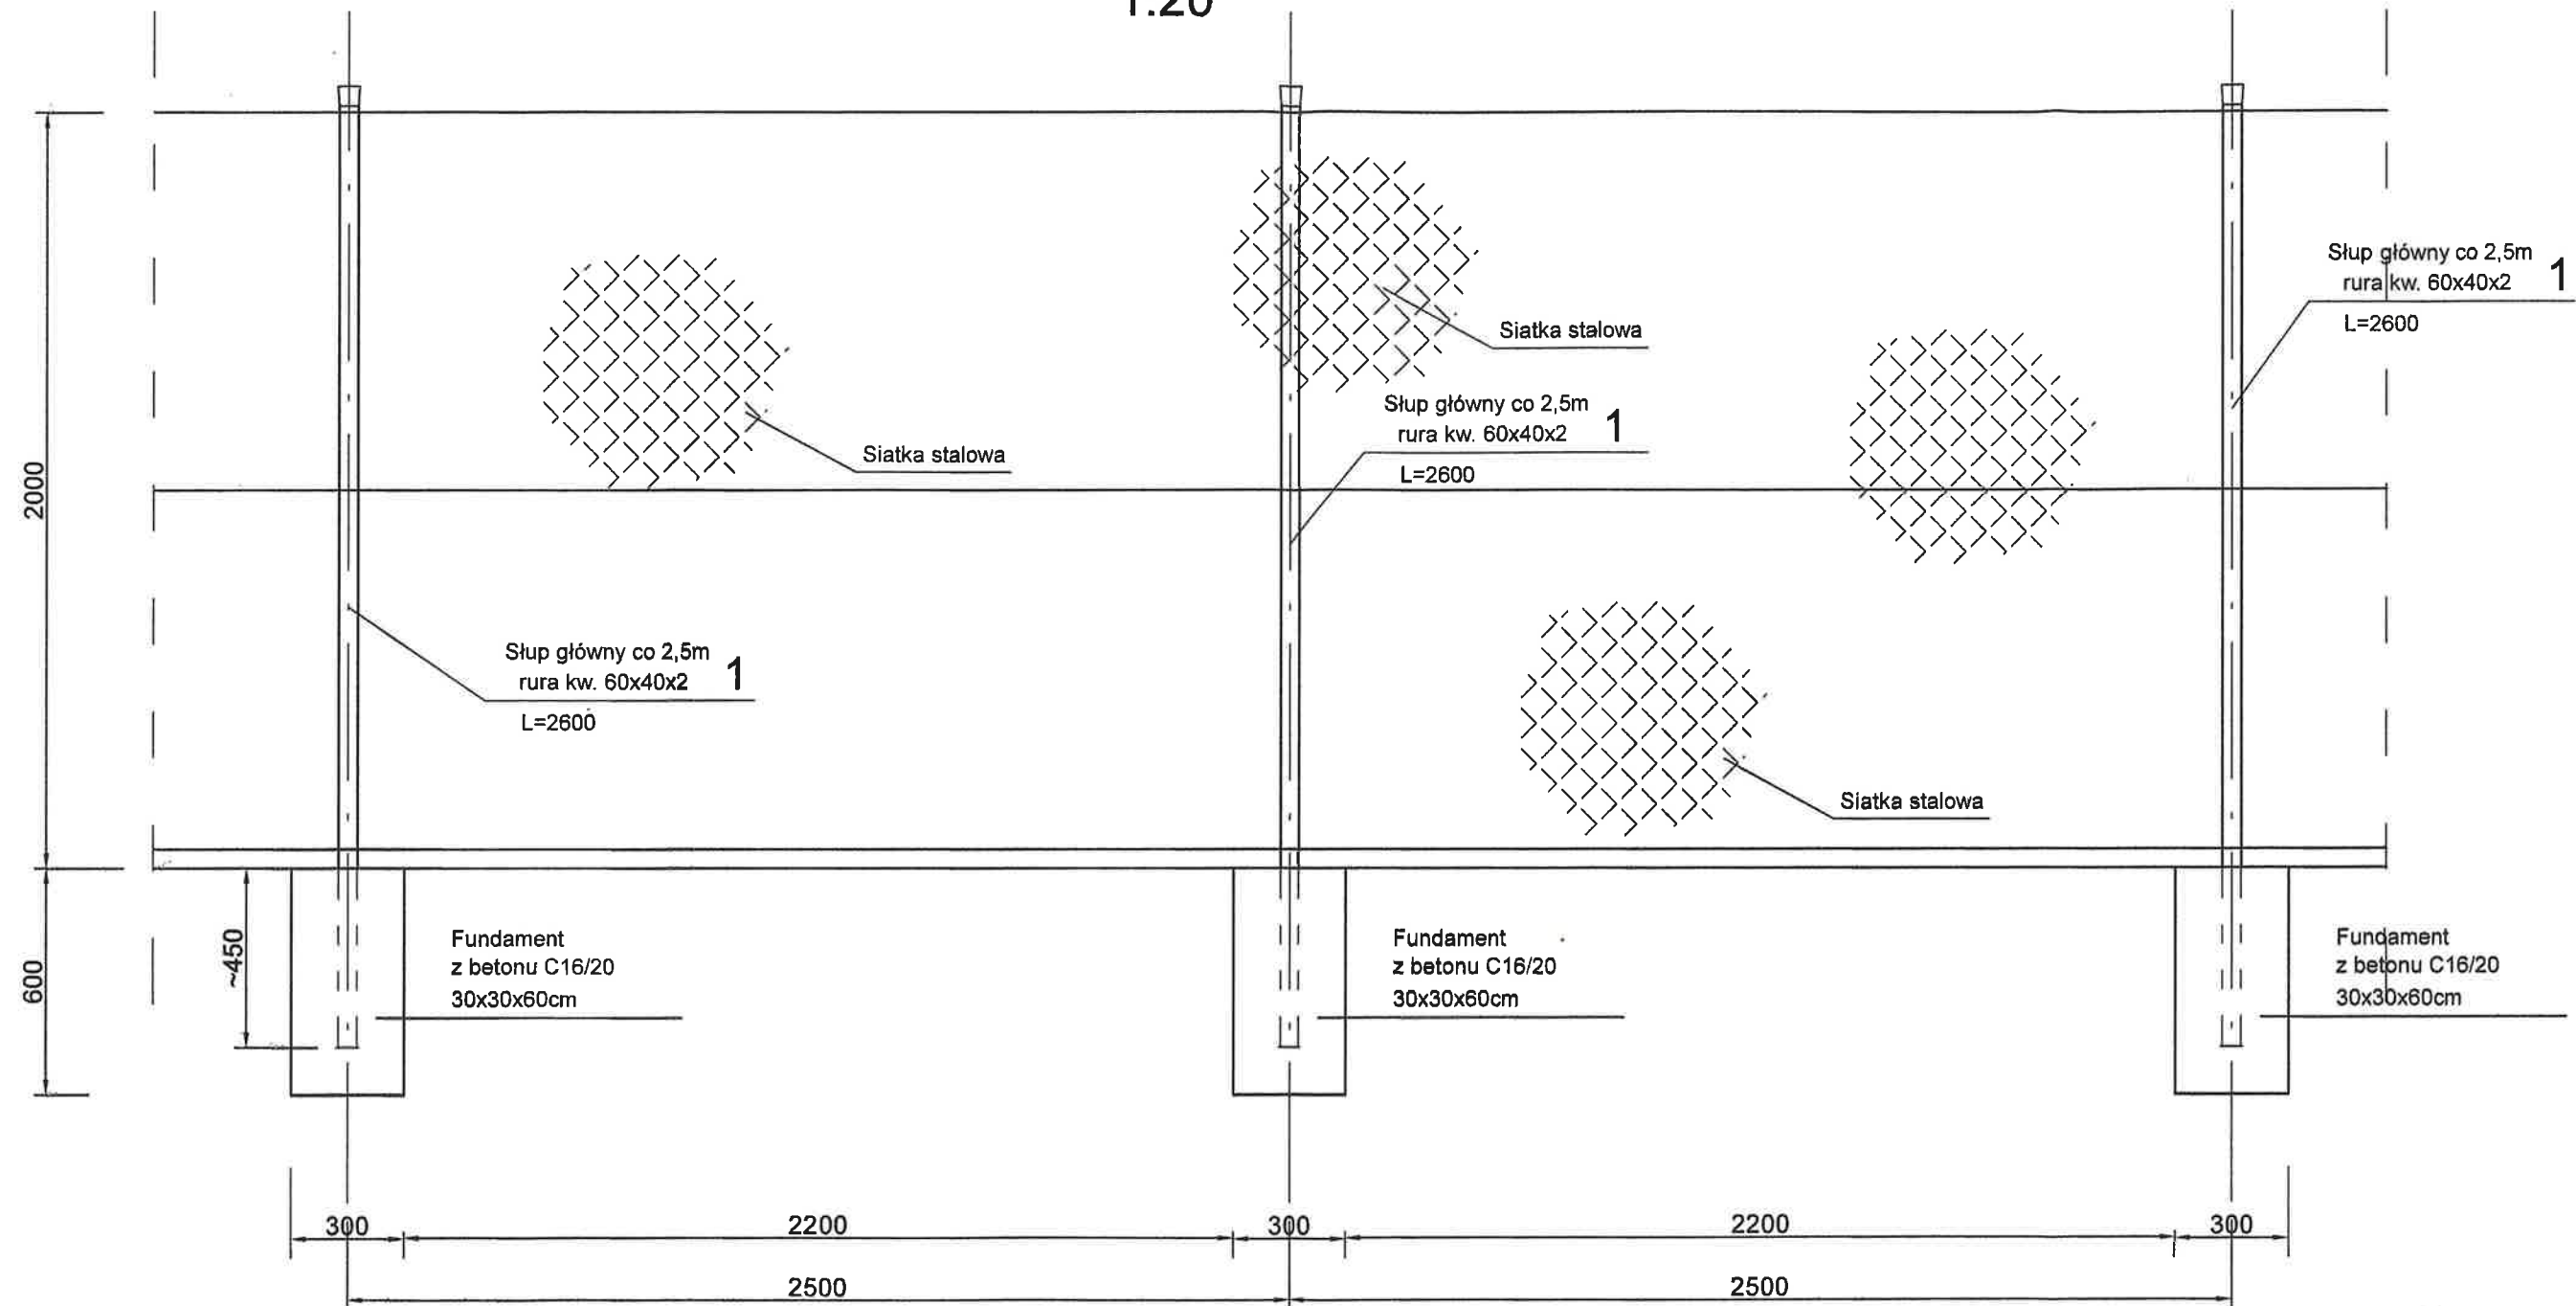 1:20
Słup główny co 2,5m
rura kw. 60x40x2 1
L=2600
Siatka stalowa
Słup główny co 2,5m
rura kw. 60x40x2 1
L=2600
Siatka stalowa
2000
Słup główny co 2,5m
rura kw. 60x40x2 1
L=2600
Siatka stalowa
~450
600
Fundament
z betonu C16/20
30x30x60cm
Fundament
z betonu C16/20
30x30x60cm
Fundament
z betonu C16/20
30x30x60cm
300 2200 300 2200 300
2500 2500